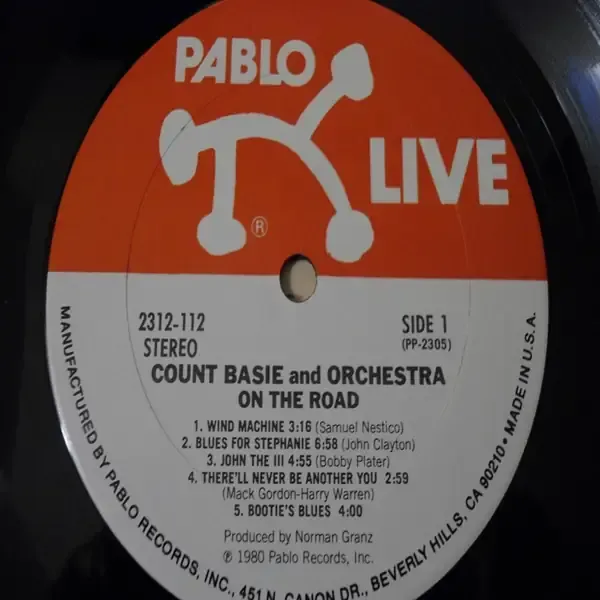 PABLO
LIVE
®
2312-112
SIDE 1
STEREO
(PP-2305)
COUNT BASIE and ORCHESTRA
ON THE ROAD
1. WIND MACHINE 3:16 (Samuel Nestico)
2. BLUES FOR STEPHANIE 6:58 (John Clayton)
3. JOHN THE III 4:55 (Bobby Plater)
4. THERE'LL NEVER BE ANOTHER YOU 2:59
(Mack Gordon-Harry Warren)
5. BOOTIE'S BLUES 4:00
Produced by Norman Granz
℗ 1980 Pablo Records, Inc.
MANUFACTURED BY PABLO RECORDS, INC., 451 N. CANON DR., BEVERLY HILLS, CA 90210 • MADE IN U.S.A.